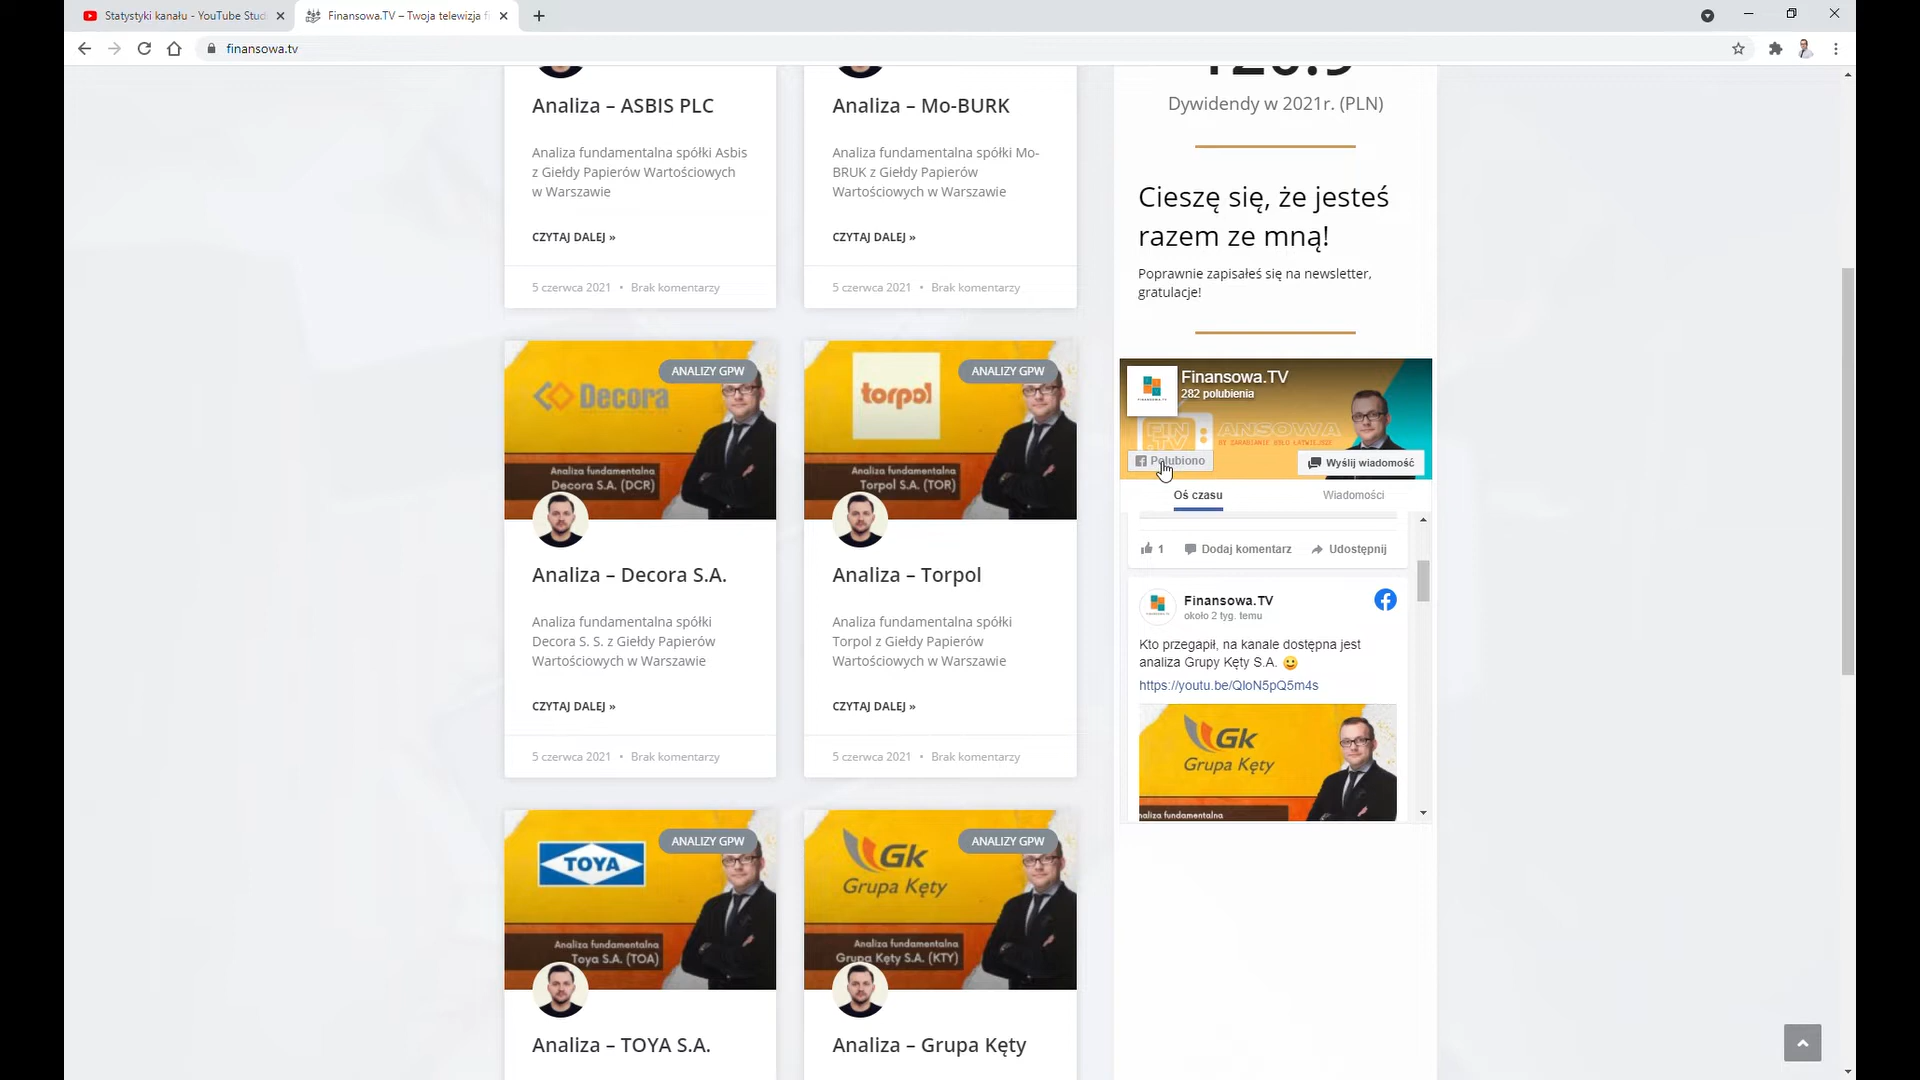 Statystyki kanału - YouTube Stud
Finansowa.TV – Twoja telewizja f
finansowa.tv
Analiza – ASBIS PLC
Analiza fundamentalna spółki Asbis
z Giełdy Papierów Wartościowych
w Warszawie
CZYTAJ DALEJ »
5 czerwca 2021 • Brak komentarzy
Analiza – Mo-BURK
Analiza fundamentalna spółki Mo-
BRUK z Giełdy Papierów
Wartościowych w Warszawie
CZYTAJ DALEJ »
5 czerwca 2021 • Brak komentarzy
ANALIZY GPW
Decora
Analiza fundamentalna
Decora S.A. (DCR)
Analiza – Decora S.A.
Analiza fundamentalna spółki
Decora S. S. z Giełdy Papierów
Wartościowych w Warszawie
CZYTAJ DALEJ »
5 czerwca 2021 • Brak komentarzy
ANALIZY GPW
torpol
Analiza fundamentalna
Torpol S.A. (TOR)
Analiza – Torpol
Analiza fundamentalna spółki
Torpol z Giełdy Papierów
Wartościowych w Warszawie
CZYTAJ DALEJ »
5 czerwca 2021 • Brak komentarzy
ANALIZY GPW
TOYA
Analiza fundamentalna
Toya S.A. (TOA)
Analiza – TOYA S.A.
ANALIZY GPW
GK
Grupa Kęty
Analiza fundamentalna
Grupa Kęty S.A. (KTY)
Analiza – Grupa Kęty
Dywidendy w 2021r. (PLN)
Cieszę się, że jesteś
razem ze mną!
Poprawnie zapisałeś się na newsletter,
gratulacje!
Finansowa.TV
282 polubienia
FIN ANSOWA
TV
Polubiono
Wyślij wiadomość
Oś czasu
Wiadomości
1
Dodaj komentarz
Udostępnij
Finansowa.TV
około 2 tyg. temu
Kto przegapił, na kanale dostępna jest
analiza Grupy Kęty S.A. 😀
https://youtu.be/QIoN5pQ5m4s
GK
Grupa Kęty
naliza fundamentalna